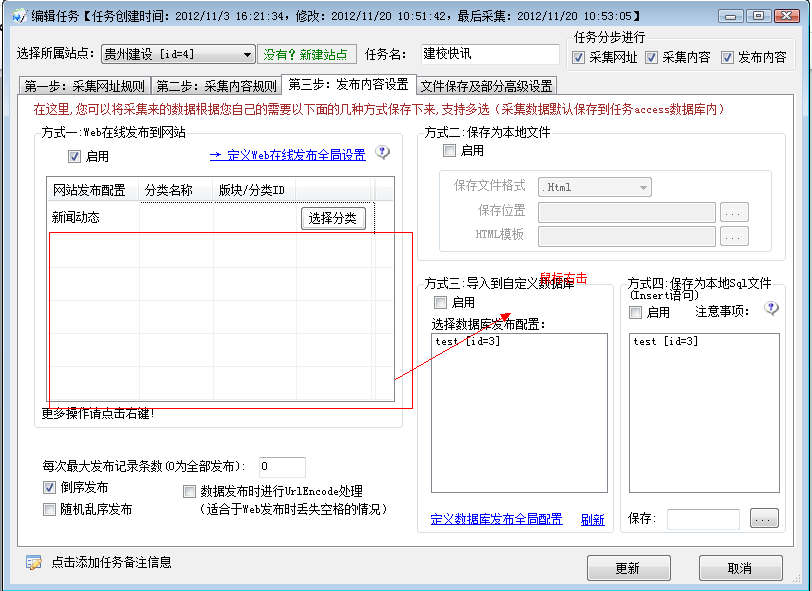 编辑任务【任务创建时间: 2012/11/3 16:21:34，修改: 2012/11/20 10:51:42，最后采集: 2012/11/20 10:53:05】
选择所属站点: 贵州建设 [id=4] 没有？新建站点 任务名: 建校快讯
任务分步进行
采集网址 采集内容 发布内容
第一步: 采集网址规则 第二步: 采集内容规则 第三步: 发布内容设置 文件保存及部分高级设置
在这里,您可以将采集来的数据根据您自己的需要以下面的几种方式保存下来,支持多选（采集数据默认保存到任务access数据库内）
方式一:Web在线发布到网站
启用 → 定义Web在线发布全局设置
网站发布配置 分类名称 版块/分类ID
新闻动态 选择分类
更多操作请点击右键!
每次最大发布记录条数(0为全部发布): 0
倒序发布
随机乱序发布
数据发布时进行UrlEncode处理
（适合于Web发布时丢失空格的情况）
方式二:保存为本地文件
启用
保存文件格式 .Html
保存位置 ...
HTML模板 ...
鼠标右击
方式三:导入到自定义数据库
启用
选择数据库发布配置:
test [id=3]
定义数据库发布全局配置 刷新
方式四:保存为本地Sql文件
(Insert语句)
启用 注意事项:
test [id=3]
保存: ...
点击添加任务备注信息
更新 取消